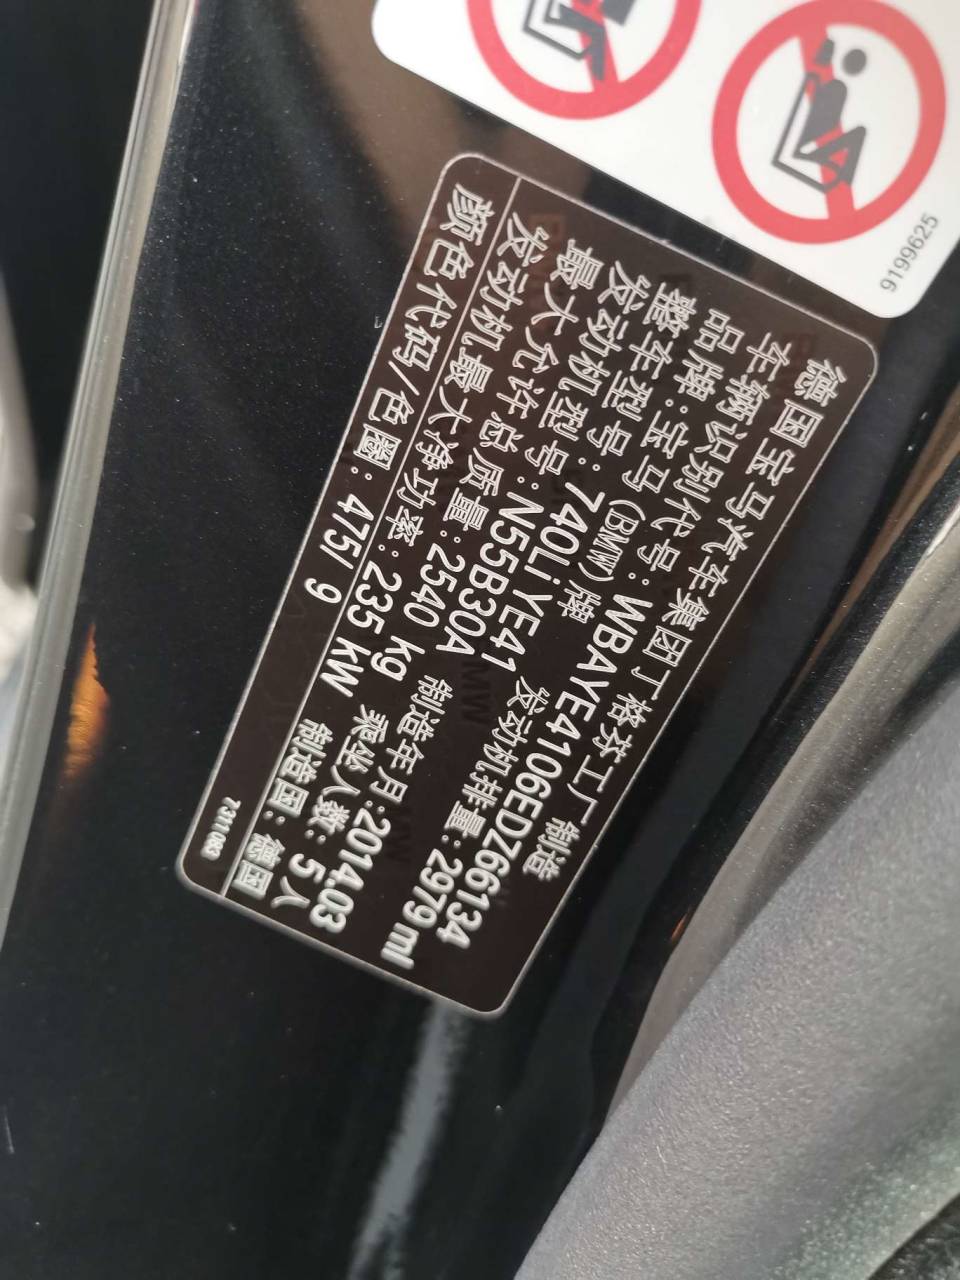 9199625
德国宝马汽车集团丁格芬工厂 制造
车辆识别代号:WBAYE4106EDZ66134
品牌:宝马(BMW)牌
整车型号:740Li YE41 发动机排量:2979ml
发动机型号:N55B30A
最大允许总质量:2540 kg 制造年月:2014.03
发动机最大净功率:235 kW 乘坐人数:5人
颜色代码/色圈:475/ 9 制造国:德国
731083